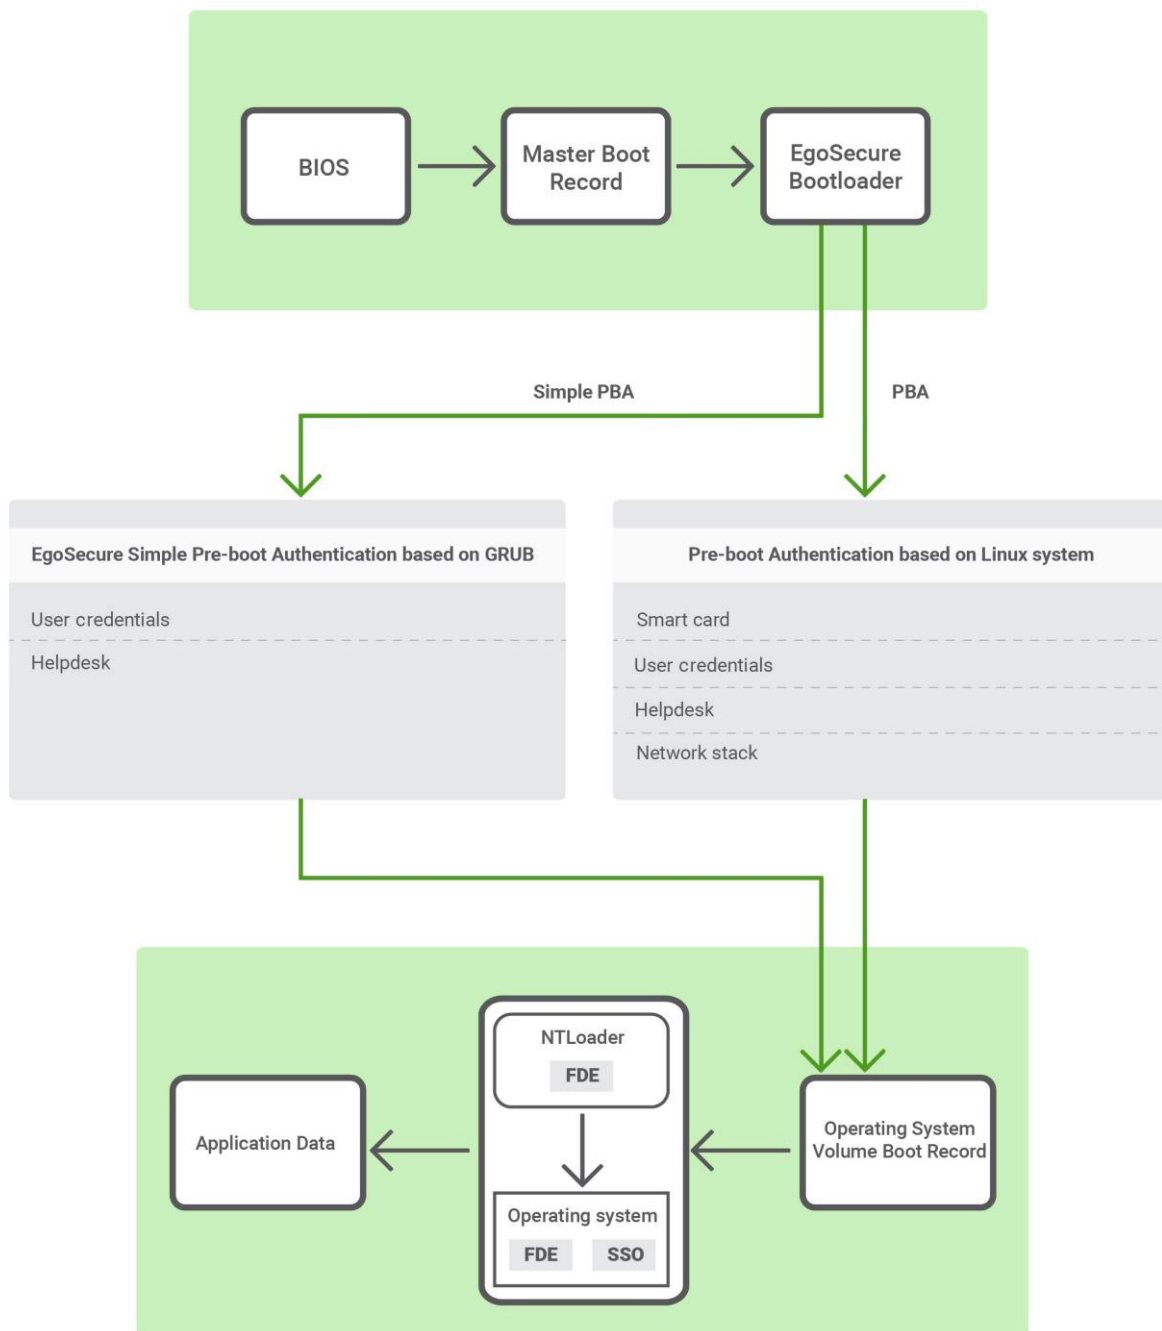 BIOS
Master Boot
Record
EgoSecure
Bootloader
Simple PBA
PBA
EgoSecure Simple Pre-boot Authentication based on GRUB
User credentials
Helpdesk
Pre-boot Authentication based on Linux system
Smart card
User credentials
Helpdesk
Network stack
NTLoader
FDE
Operating system
FDE
SSO
Application Data
Operating System
Volume Boot Record